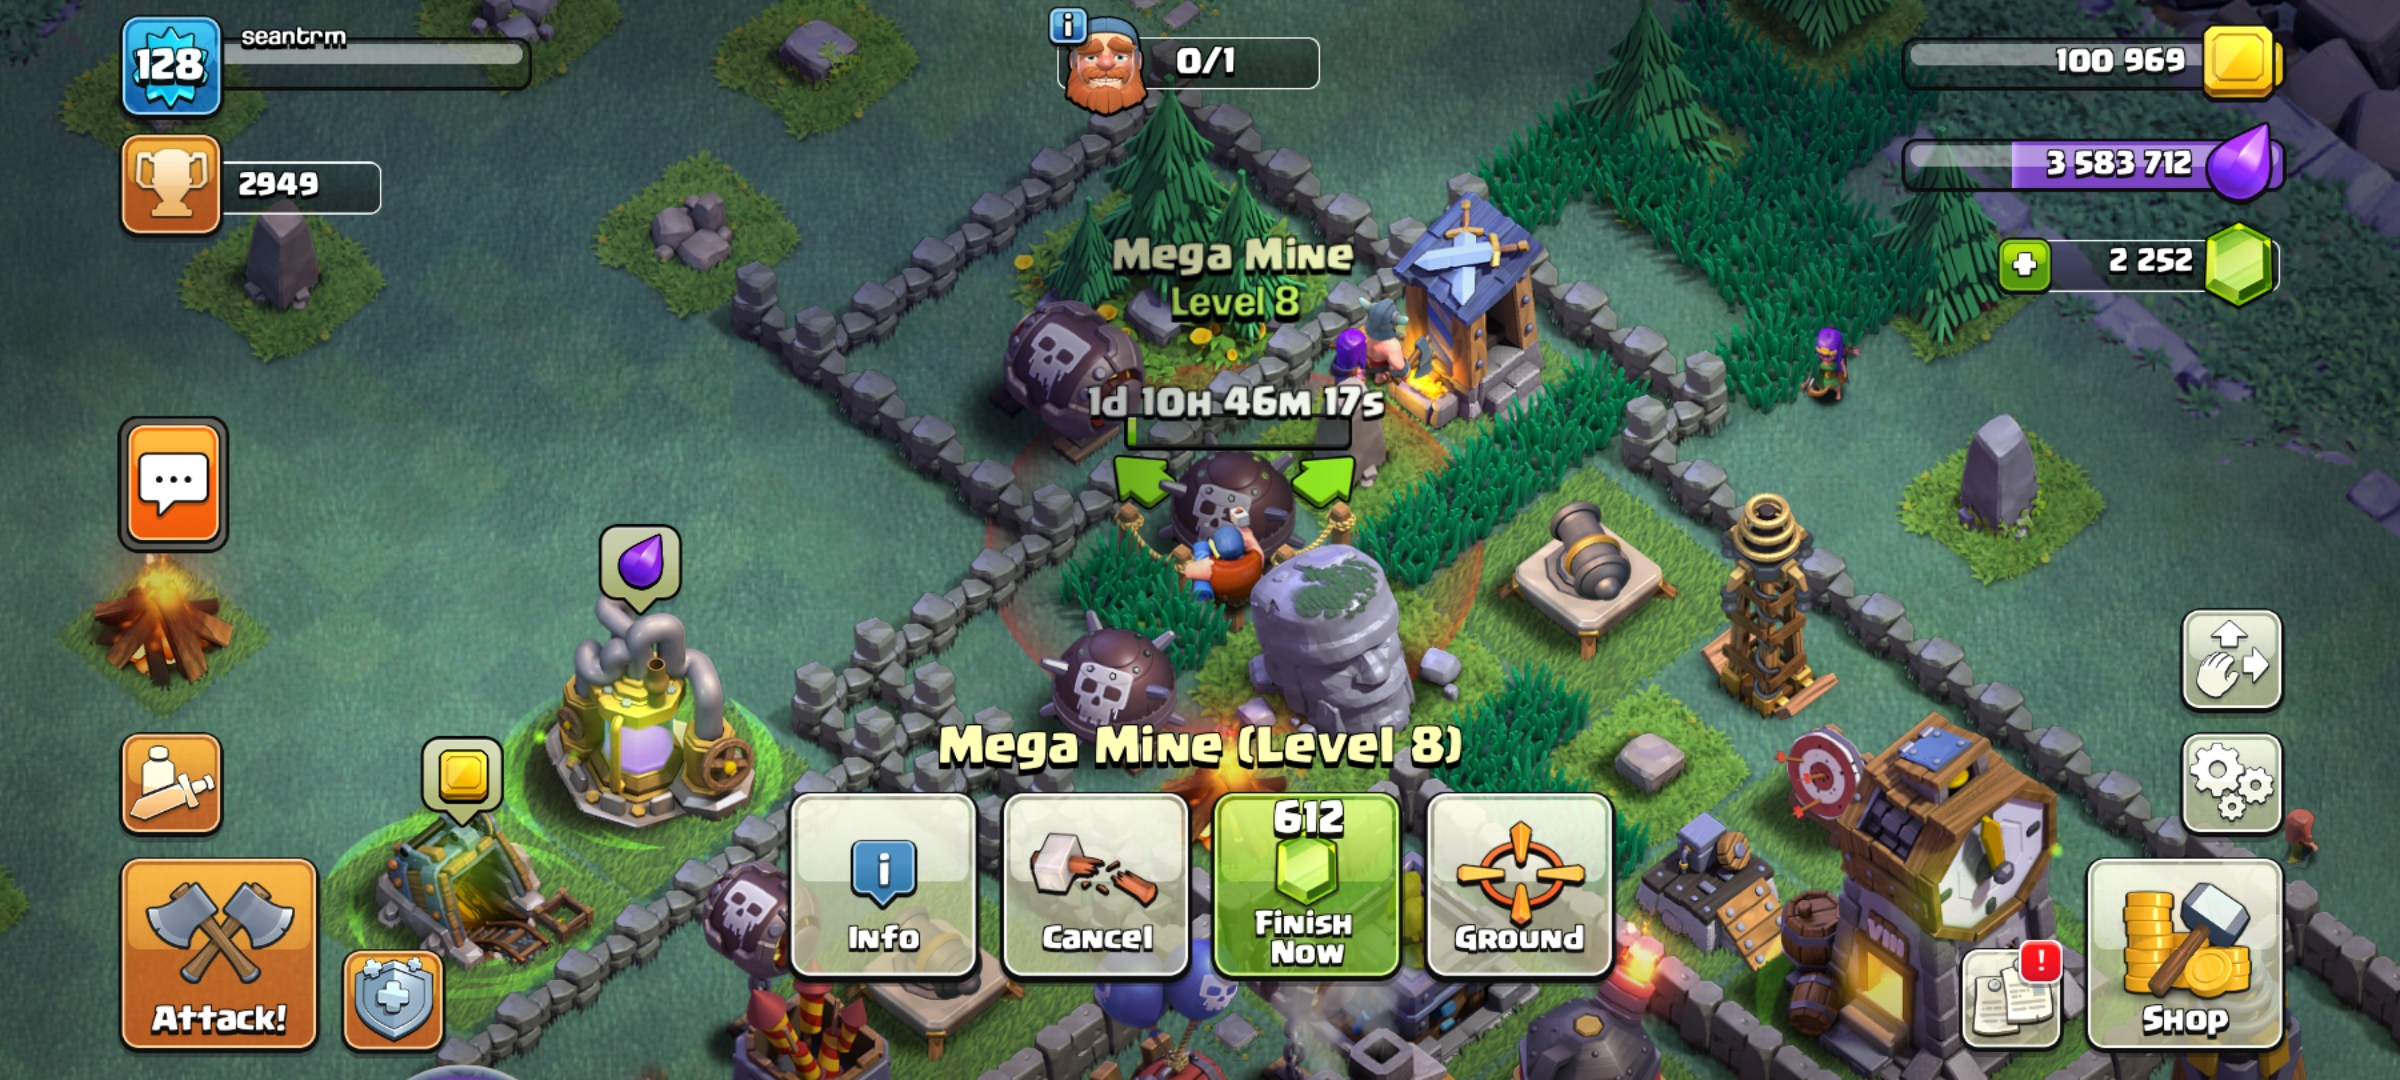 128
seantrm
0/1
100 969
2949
3 583 712
2 252
Mega Mine
Level 8
1d 10H 46M 17s
Mega Mine (Level 8)
612
Info
Cancel
Finish
Now
Ground
Attack!
VIII
!
Shop